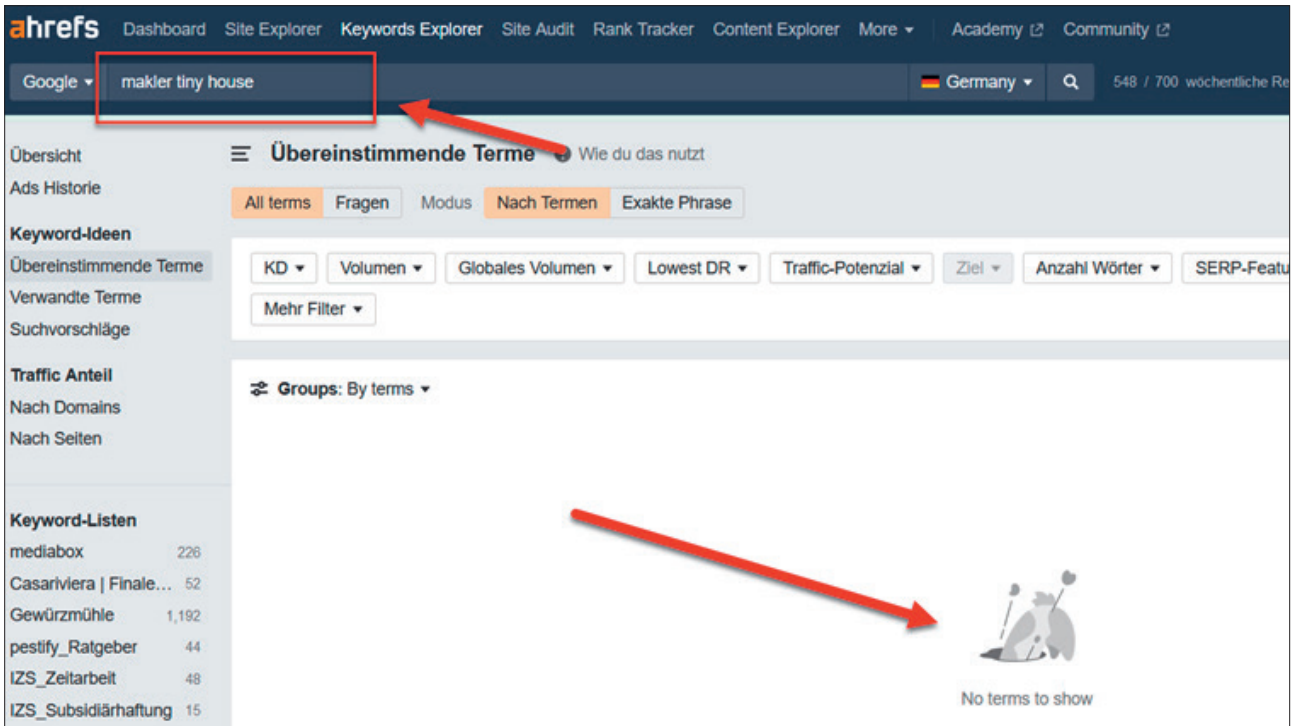 ahrefs Dashboard Site Explorer Keywords Explorer Site Audit Rank Tracker Content Explorer More Academy Community
Google makler tiny house Germany 548 / 700 wöchentliche Re
Übersicht
Ads Historie
Keyword-Ideen
Übereinstimmende Terme
Verwandte Terme
Suchvorschläge
Traffic Anteil
Nach Domains
Nach Seiten
Keyword-Listen
mediabox 226
Casariviera | Finale... 52
Gewürzmühle 1,192
pestify_Ratgeber 44
IZS_Zeitarbeit 48
IZS_Subsidiärhaftung 15
Übereinstimmende Terme ? Wie du das nutzt
All terms Fragen Modus Nach Termen Exakte Phrase
KD Volumen Globales Volumen Lowest DR Traffic-Potenzial Ziel Anzahl Wörter SERP-Featu
Mehr Filter
Groups: By terms
No terms to show